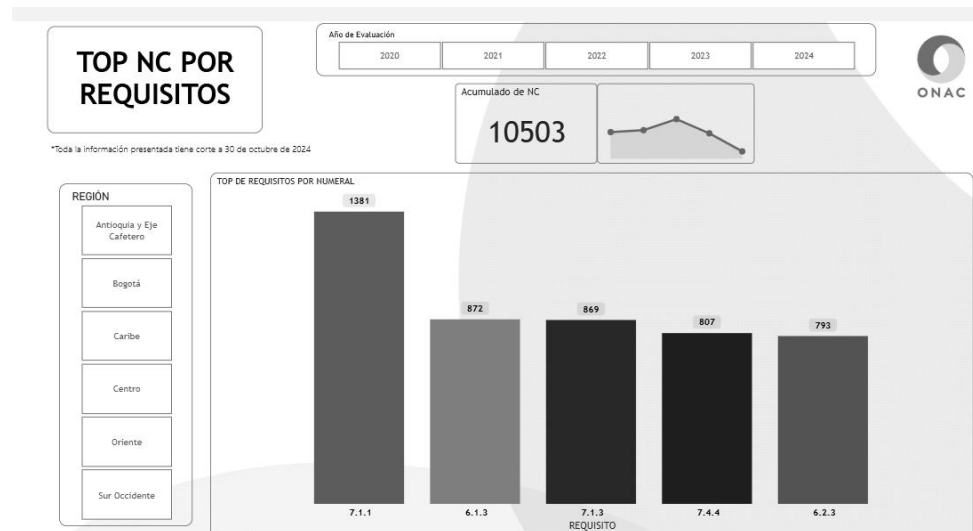 TOP NC POR
REQUISITOS
*Toda la información presentada tiene corte a 30 de octubre de 2024
Año de Evaluación
2020
2021
2022
2023
2024
Acumulado de NC
10503
ONAC
REGIÓN
Antioquia y Eje
Cafetero
Bogotá
Caribe
Centro
Oriente
Sur Occidente
TOP DE REQUISITOS POR NUMERAL
1381
872
869
807
793
7.1.1
6.1.3
7.1.3
7.4.4
6.2.3
REQUISITO